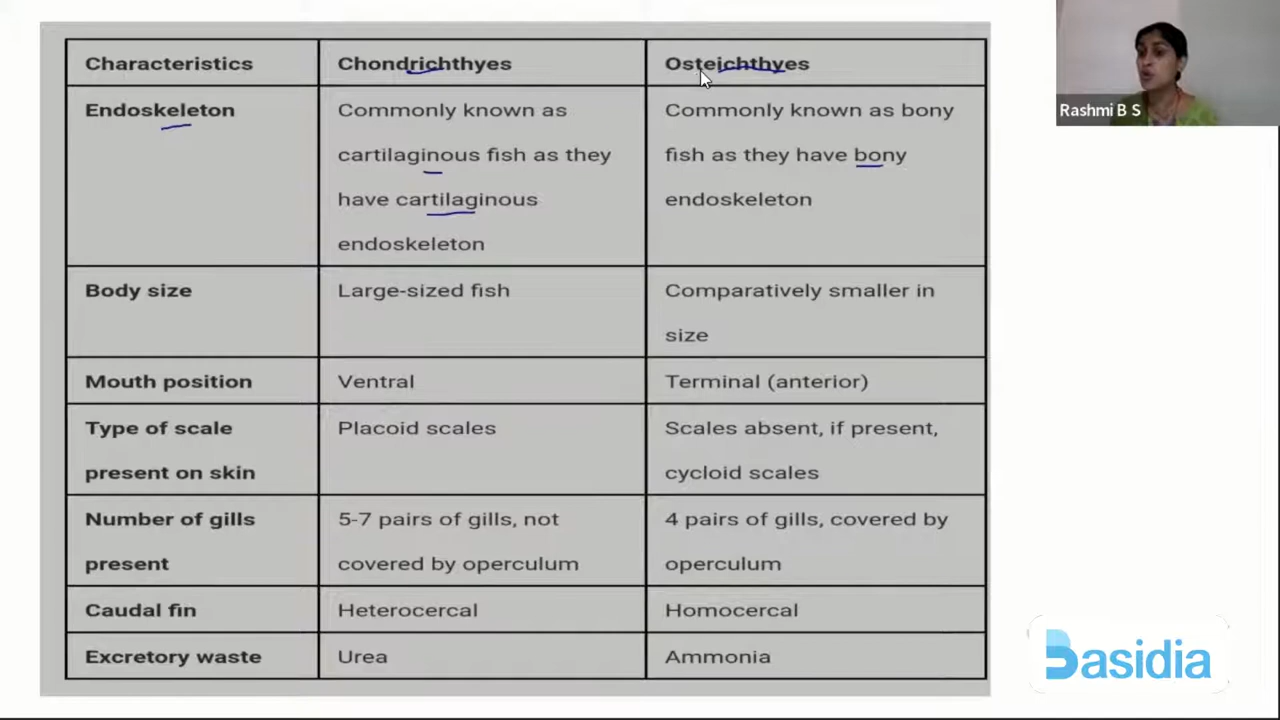 Characteristics Chondrichthyes Osteichthyes
Endoskeleton Commonly known as Commonly known as bony
cartilaginous fish as they fish as they have bony
have cartilaginous endoskeleton
endoskeleton
Body size Large-sized fish Comparatively smaller in
size
Mouth position Ventral Terminal (anterior)
Type of scale Placoid scales Scales absent, if present,
present on skin cycloid scales
Number of gills 5-7 pairs of gills, not 4 pairs of gills, covered by
present covered by operculum operculum
Caudal fin Heterocercal Homocercal
Excretory waste Urea Ammonia
Rashmi B S
Basidia